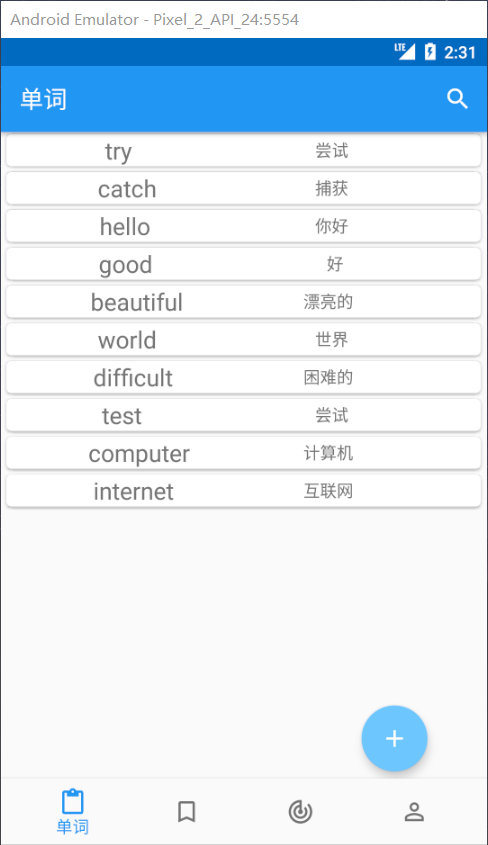 Android Emulator - Pixel_2_API_24:5554
LTE 2:31
单词
try 尝试
catch 捕获
hello 你好
good 好
beautiful 漂亮的
world 世界
difficult 困难的
test 尝试
computer 计算机
internet 互联网
单词